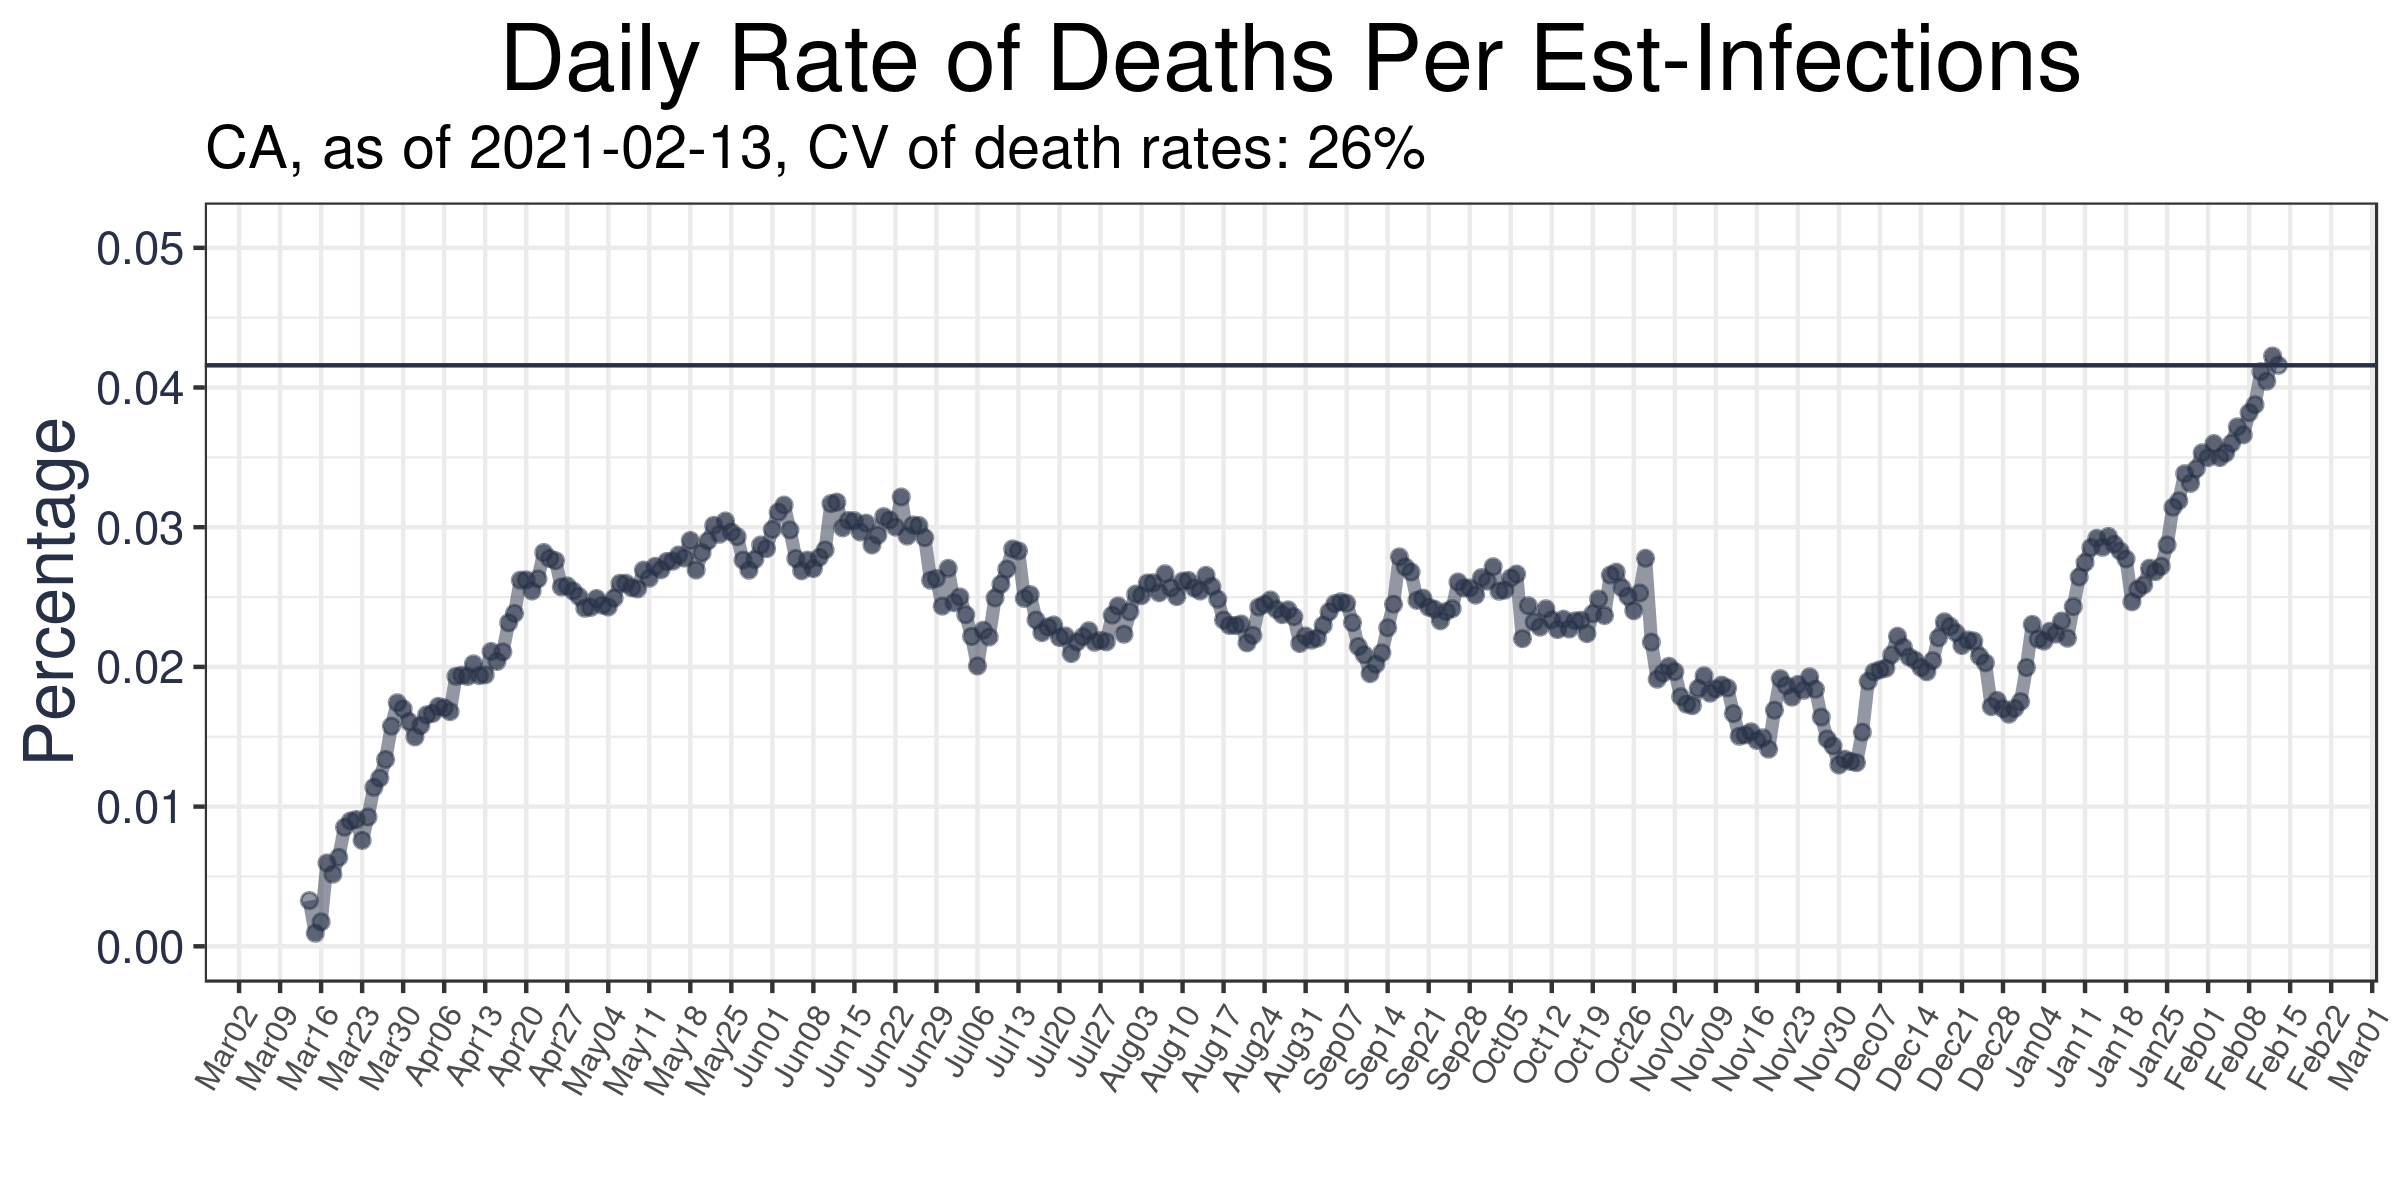 Daily Rate of Deaths Per Est-Infections
CA, as of 2021-02-13, CV of death rates: 26%
Percentage
0.05
0.04
0.03
0.02
0.01
0.00
Mar02
Mar09
Mar16
Mar23
Mar30
Apr06
Apr13
Apr20
Apr27
May04
May11
May18
May25
Jun01
Jun08
Jun15
Jun22
Jun29
Jul06
Jul13
Jul20
Jul27
Aug03
Aug10
Aug17
Aug24
Aug31
Sep07
Sep14
Sep21
Sep28
Oct05
Oct12
Oct19
Oct26
Nov02
Nov09
Nov16
Nov23
Nov30
Dec07
Dec14
Dec21
Dec28
Jan04
Jan11
Jan18
Jan25
Feb01
Feb08
Feb15
Feb22
Mar01